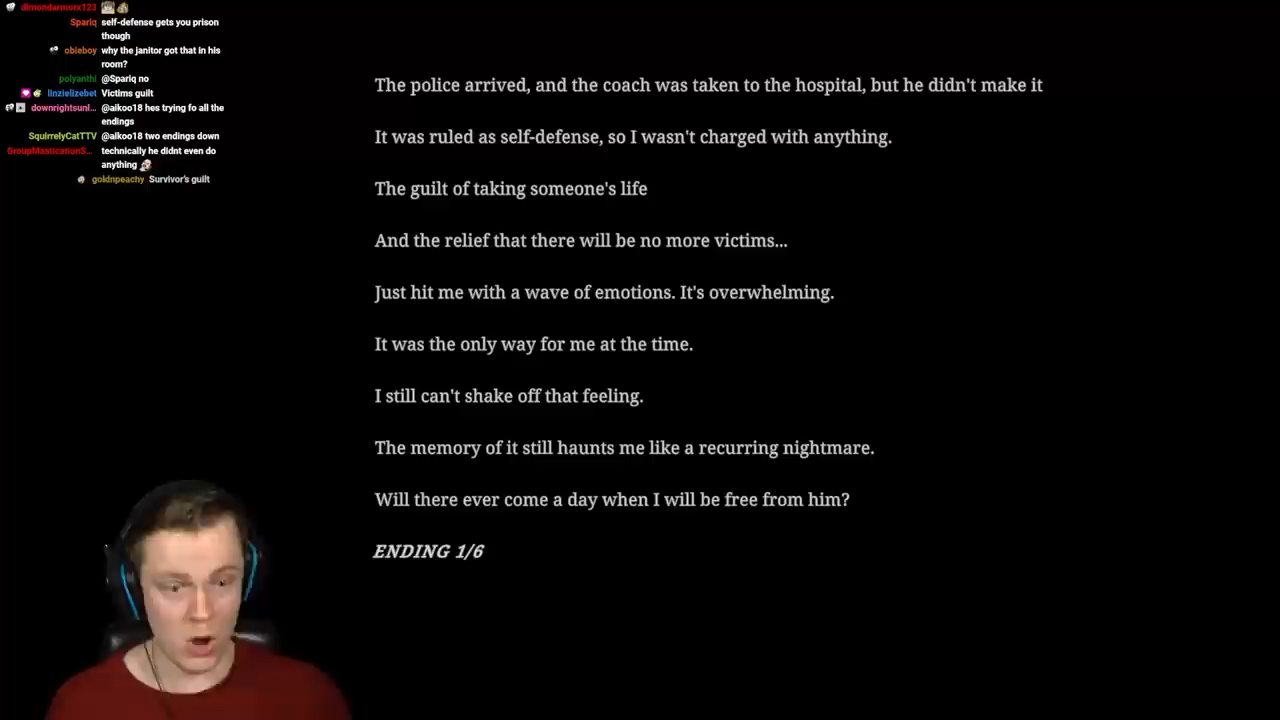 dimondarmorx123
Spariq self-defense gets you prison
though
obieboy why the janitor got that in his
room?
polyanthi @Spariq no
linzielizebet Victims guilt
downrightsunl... @aikoo18 hes trying fo all the
endings
SquirrelyCatTTV @aikoo18 two endings down
GroupMasticationS... technically he didnt even do
anything
goldnpeachy Survivor's guilt
The police arrived, and the coach was taken to the hospital, but he didn't make it
It was ruled as self-defense, so I wasn't charged with anything.
The guilt of taking someone's life
And the relief that there will be no more victims...
Just hit me with a wave of emotions. It's overwhelming.
It was the only way for me at the time.
I still can't shake off that feeling.
The memory of it still haunts me like a recurring nightmare.
Will there ever come a day when I will be free from him?
ENDING 1/6